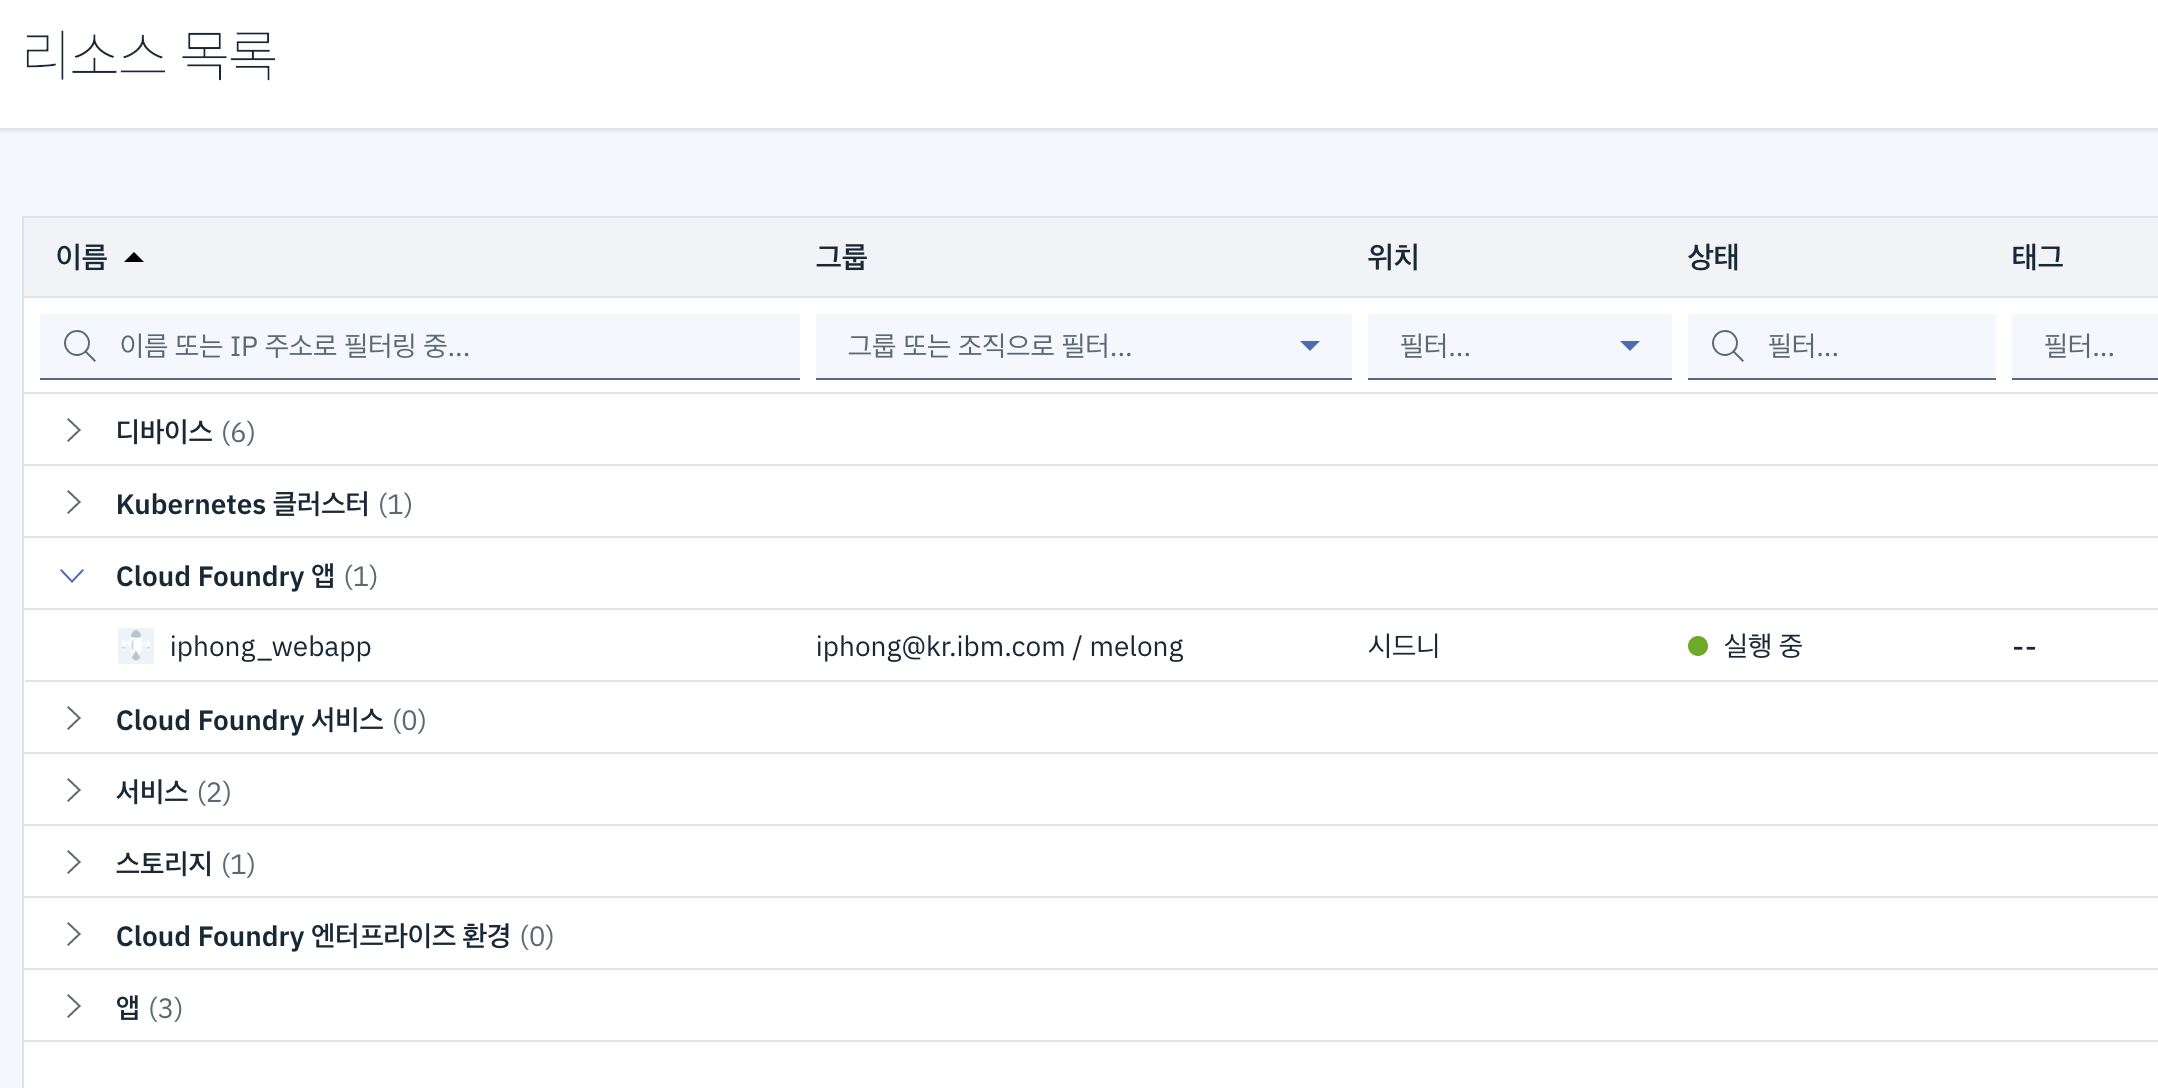 리소스 목록
이름 그룹 위치 상태 태그
이름 또는 IP 주소로 필터링 중... 그룹 또는 조직으로 필터... 필터... 필터... 필터...
디바이스 (6)
Kubernetes 클러스터 (1)
Cloud Foundry 앱 (1)
iphong_webapp iphong@kr.ibm.com / melong 시드니 실행 중 --
Cloud Foundry 서비스 (0)
서비스 (2)
스토리지 (1)
Cloud Foundry 엔터프라이즈 환경 (0)
앱 (3)